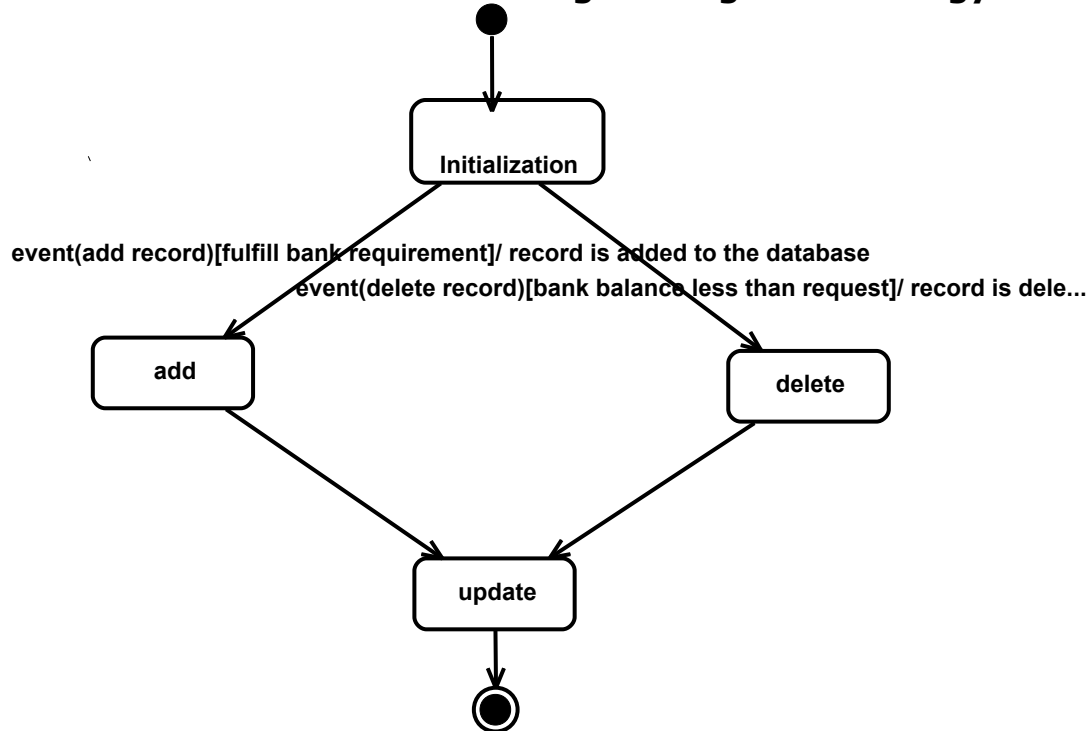 Initialization
event(add record)[fulfill bank requirement]/ record is added to the database
event(delete record)[bank balance less than request]/ record is dele...
add
delete
update